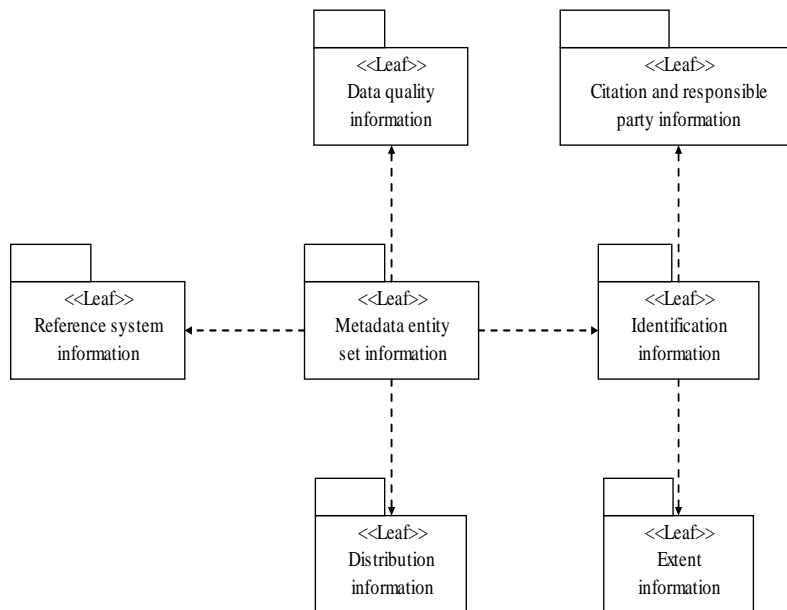 <<Leaf>>
Data quality
information
<<Leaf>>
Citation and responsible
party information
<<Leaf>>
Reference system
information
<<Leaf>>
Metadata entity
set information
<<Leaf>>
Identification
information
<<Leaf>>
Distribution
information
<<Leaf>>
Extent
information